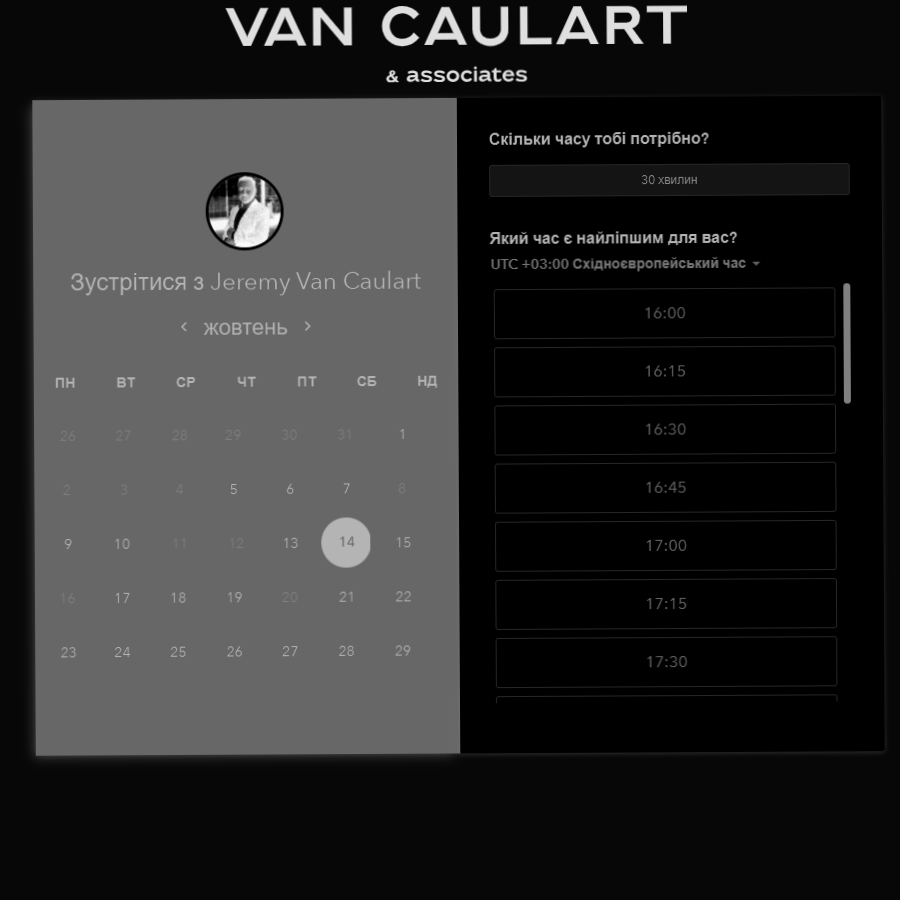 VAN CAULART
& associates
Зустрітися з Jeremy Van Caulart
‹ жовтень ›
ПН ВТ СР ЧТ ПТ СБ НД
26 27 28 29 30 31 1
2 3 4 5 6 7 8
9 10 11 12 13 14 15
16 17 18 19 20 21 22
23 24 25 26 27 28 29
Скільки часу тобі потрібно?
30 хвилин
Який час є найліпшим для вас?
UTC +03:00 Східноєвропейський час
16:00
16:15
16:30
16:45
17:00
17:15
17:30